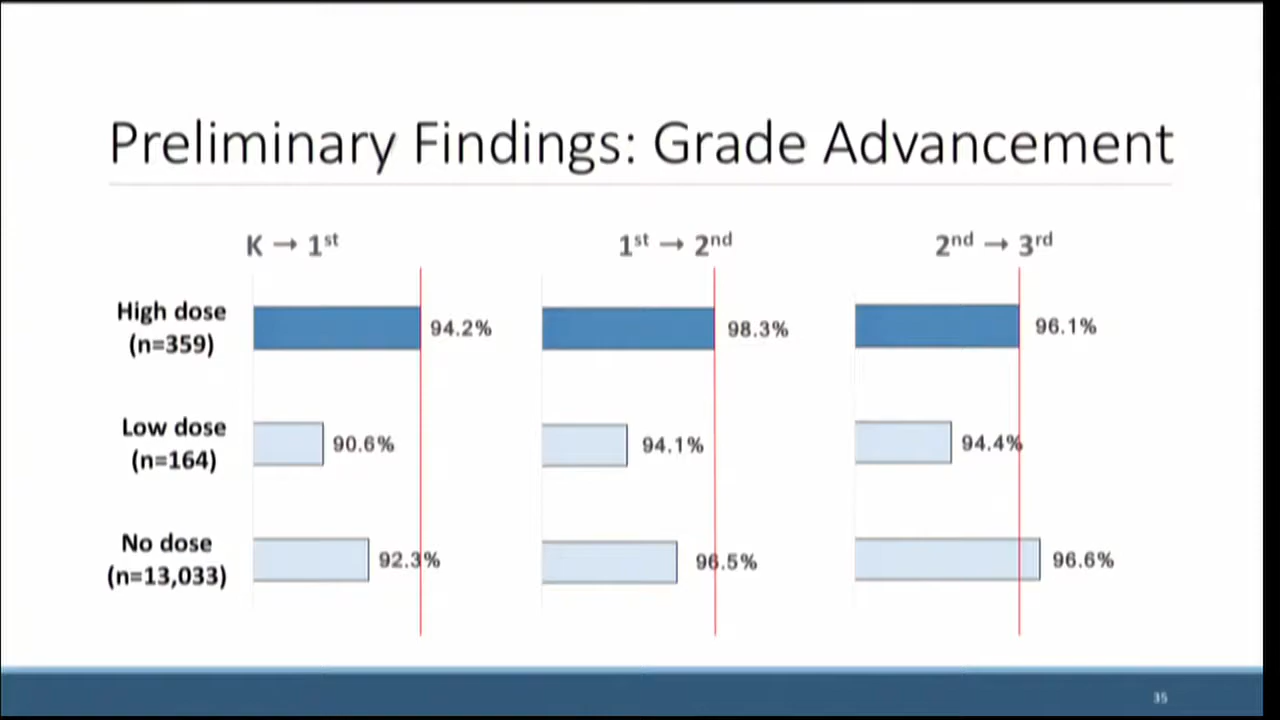 Preliminary Findings: Grade Advancement
K → 1st
1st → 2nd
2nd → 3rd
High dose
(n=359)
94.2%
98.3%
96.1%
Low dose
(n=164)
90.6%
94.1%
94.4%
No dose
(n=13,033)
92.3%
96.5%
96.6%
35